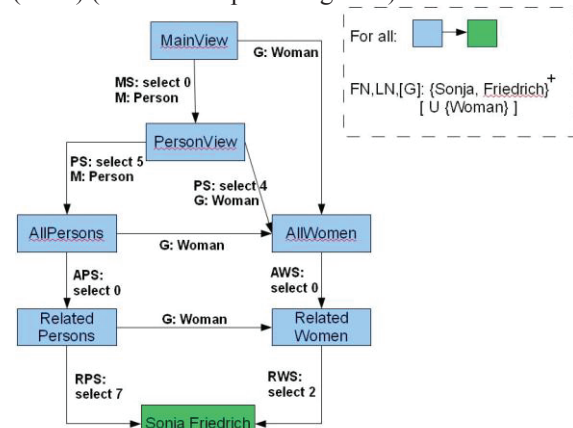 MainView
G: Woman
For all:
MS: select 0
M: Person
FN,LN,[G]: {Sonja, Friedrich}+
[ U {Woman} ]
PersonView
PS: select 5
M: Person
PS: select 4
G: Woman
AllPersons
G: Woman
AllWomen
APS:
select 0
AWS:
select 0
Related
Persons
G: Woman
Related
Women
RPS:
select 7
RWS:
select 2
Sonja Friedrich